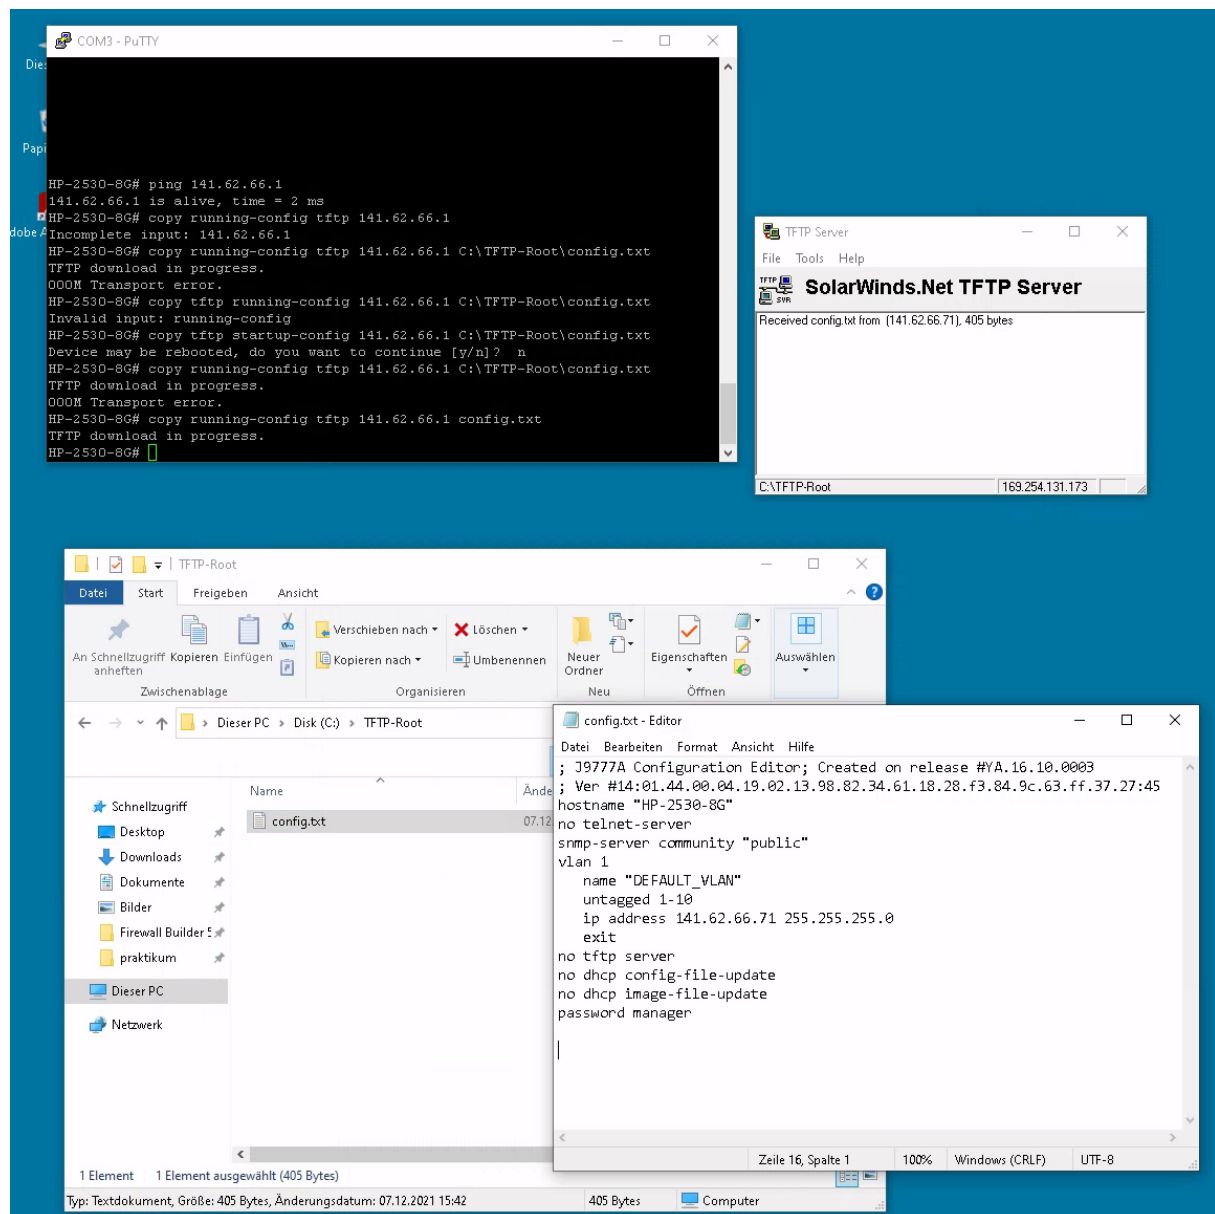 COM3 - PuTTY
Die
Papi
dobe A
HP-2530-8G# ping 141.62.66.1
141.62.66.1 is alive, time = 2 ms
HP-2530-8G# copy running-config tftp 141.62.66.1
Incomplete input: 141.62.66.1
HP-2530-8G# copy running-config tftp 141.62.66.1 C:\TFTP-Root\config.txt
TFTP download in progress.
000M Transport error.
HP-2530-8G# copy tftp running-config 141.62.66.1 C:\TFTP-Root\config.txt
Invalid input: running-config
HP-2530-8G# copy tftp startup-config 141.62.66.1 C:\TFTP-Root\config.txt
Device may be rebooted, do you want to continue [y/n]?  n
HP-2530-8G# copy running-config tftp 141.62.66.1 C:\TFTP-Root\config.txt
TFTP download in progress.
000M Transport error.
HP-2530-8G# copy running-config tftp 141.62.66.1 config.txt
TFTP download in progress.
HP-2530-8G#
TFTP Server
File Tools Help
TFTP SVR
SolarWinds.Net TFTP Server
Received config.txt from (141.62.66.71), 405 bytes
C:\TFTP-Root 169.254.131.173
TFTP-Root
Datei Start Freigeben Ansicht
An Schnellzugriff anheften
Kopieren
Einfügen
Zwischenablage
Verschieben nach
Kopieren nach
Löschen
Umbenennen
Organisieren
Neuer Ordner
Neu
Eigenschaften
Öffnen
Auswählen
Dieser PC > Disk (C:) > TFTP-Root
Name Ände
config.txt 07.12
Schnellzugriff
Desktop
Downloads
Dokumente
Bilder
Firewall Builder 5
praktikum
Dieser PC
Netzwerk
1 Element 1 Element ausgewählt (405 Bytes)
Typ: Textdokument, Größe: 405 Bytes, Änderungsdatum: 07.12.2021 15:42 405 Bytes Computer
config.txt - Editor
Datei Bearbeiten Format Ansicht Hilfe
; J9777A Configuration Editor; Created on release #YA.16.10.0003
; Ver #14:01.44.00.04.19.02.13.98.82.34.61.18.28.f3.84.9c.63.ff.37.27:45
hostname "HP-2530-8G"
no telnet-server
snmp-server community "public"
vlan 1
name "DEFAULT_VLAN"
untagged 1-10
ip address 141.62.66.71 255.255.255.0
exit
no tftp server
no dhcp config-file-update
no dhcp image-file-update
password manager
Zeile 16, Spalte 1 100% Windows (CRLF) UTF-8